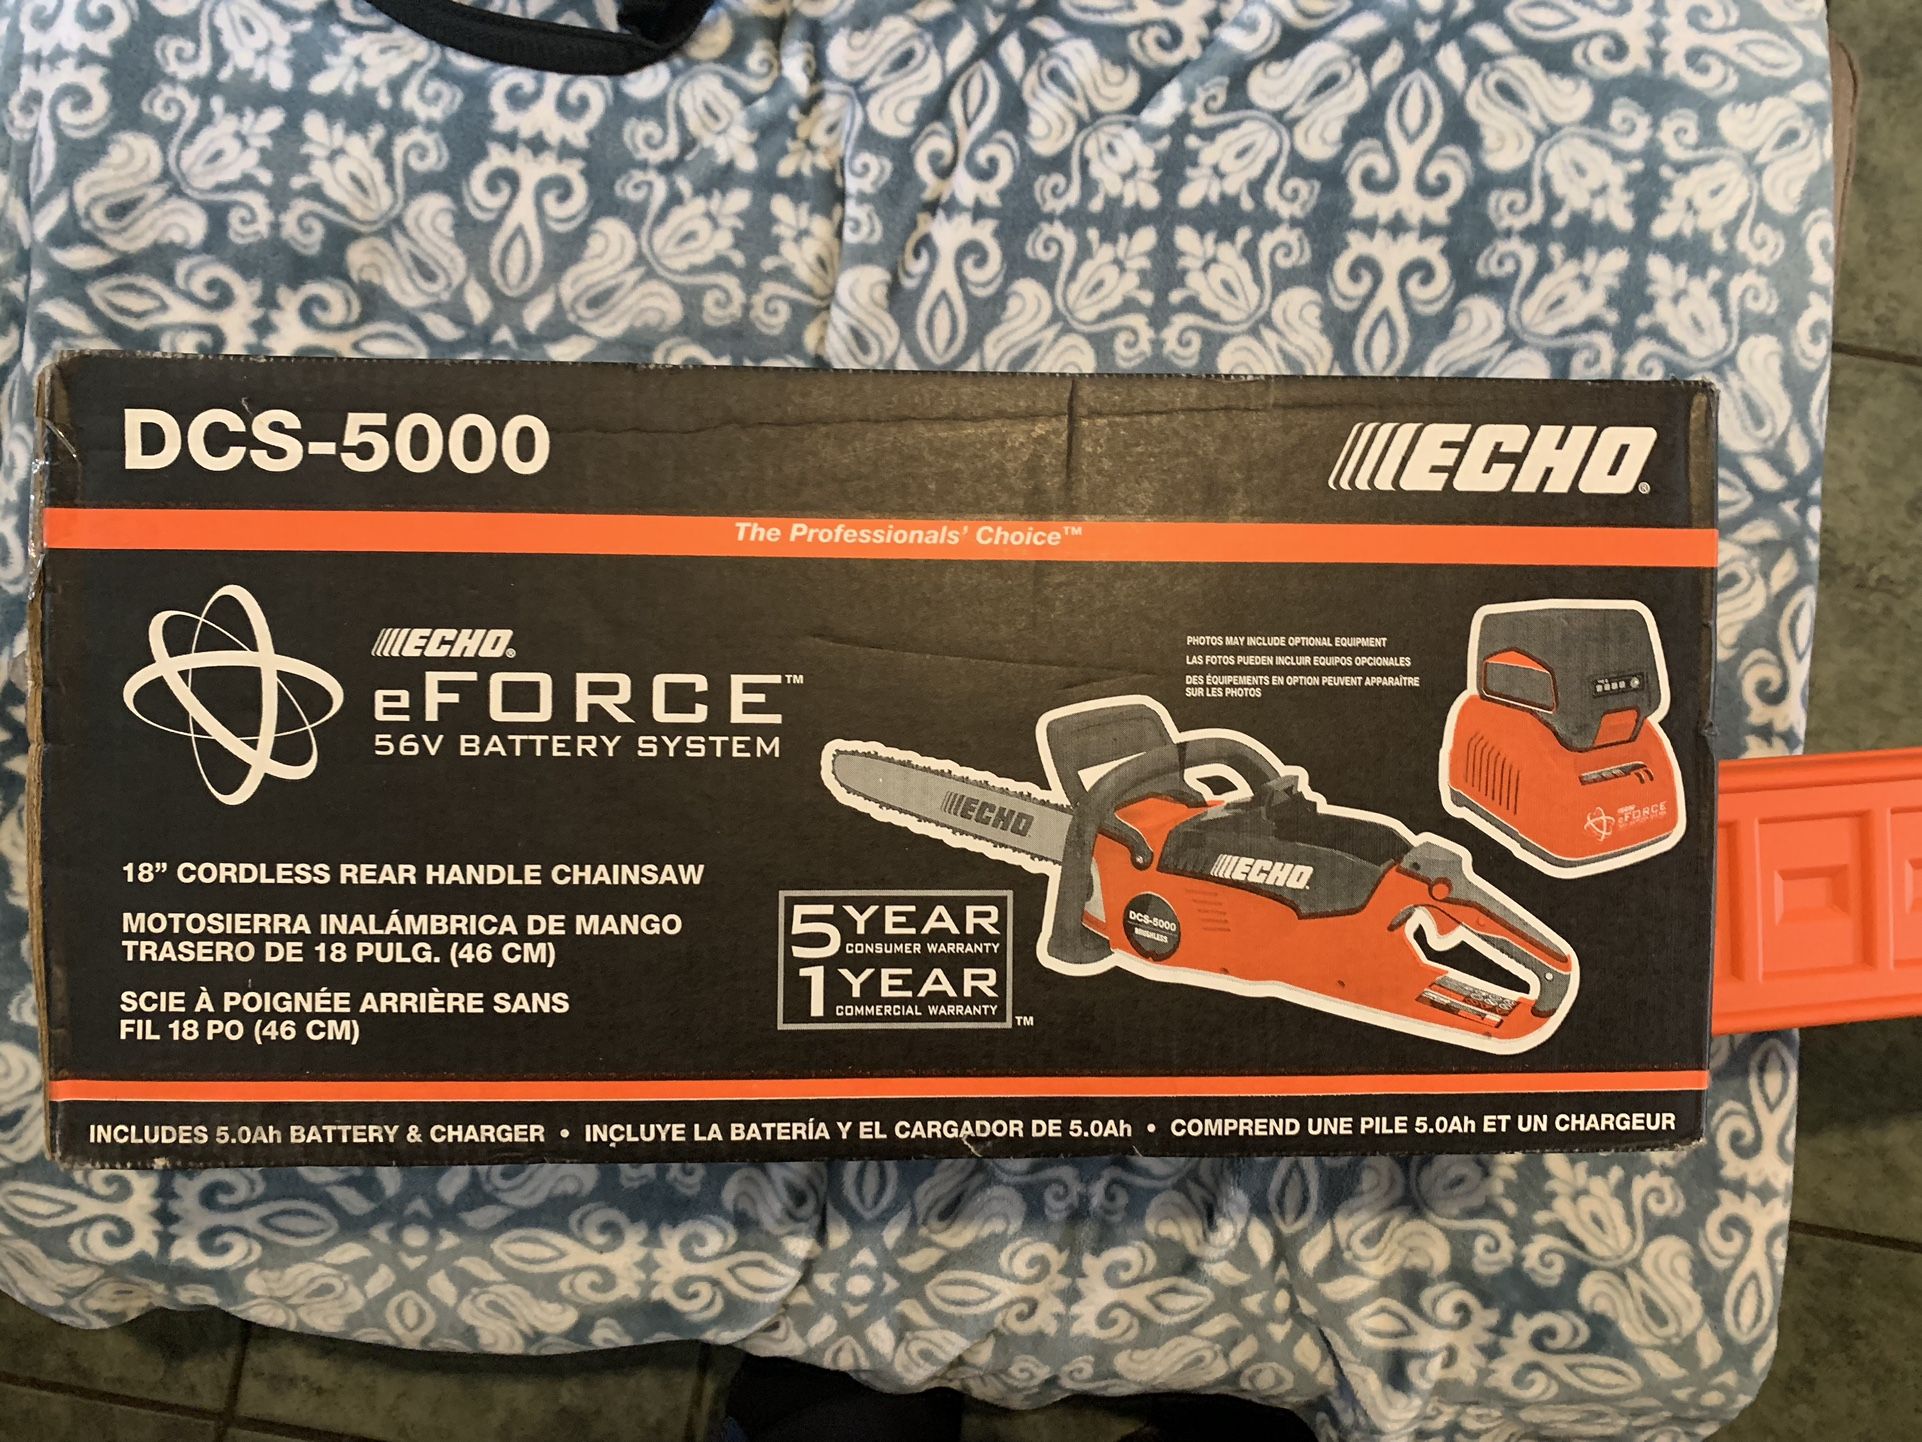 DCS-5000
ECHO®
The Professionals' Choice™
ECHO®
eFORCE™
56V BATTERY SYSTEM
PHOTOS MAY INCLUDE OPTIONAL EQUIPMENT
LAS FOTOS PUEDEN INCLUIR EQUIPOS OPCIONALES
DES ÉQUIPEMENTS EN OPTION PEUVENT APPARAÎTRE
SUR LES PHOTOS
eFORCE
ECHO
ECHO
DCS-5000
BRUSHLESS
18” CORDLESS REAR HANDLE CHAINSAW
MOTOSIERRA INALÁMBRICA DE MANGO
TRASERO DE 18 PULG. (46 CM)
SCIE À POIGNÉE ARRIÈRE SANS
FIL 18 PO (46 CM)
5 YEAR
CONSUMER WARRANTY
1 YEAR
COMMERCIAL WARRANTY
™
INCLUDES 5.0Ah BATTERY & CHARGER • INCLUYE LA BATERÍA Y EL CARGADOR DE 5.0Ah • COMPREND UNE PILE 5.0Ah ET UN CHARGEUR